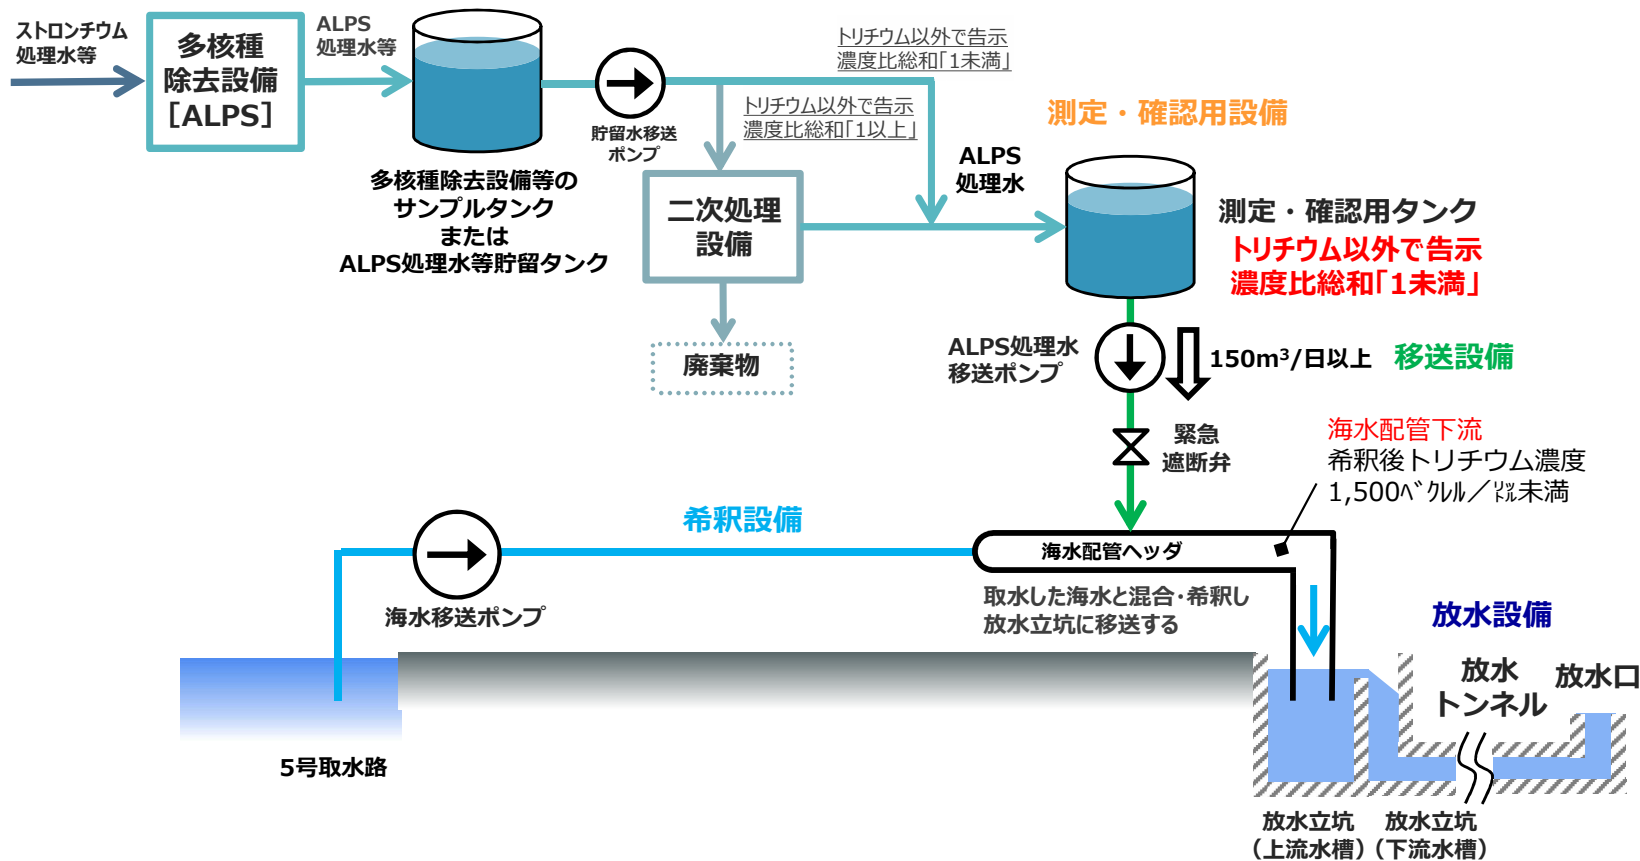 ストロンチウム
処理水等
多核種
除去設備
［ALPS］
ALPS
処理水等
多核種除去設備等の
サンプルタンク
または
ALPS処理水等貯留タンク
貯留水移送
ポンプ
トリチウム以外で告示
濃度比総和｢1未満｣
トリチウム以外で告示
濃度比総和｢1以上｣
二次処理
設備
廃棄物
ALPS
処理水
測定・確認用設備
測定・確認用タンク
トリチウム以外で告示
濃度比総和｢1未満｣
ALPS処理水
移送ポンプ
150m³/日以上
移送設備
緊急
遮断弁
海水配管下流
希釈後トリチウム濃度
1,500ﾍﾞｸﾚﾙ／㍑未満
希釈設備
海水移送ポンプ
海水配管ヘッダ
取水した海水と混合･希釈し
放水立坑に移送する
放水設備
放水
トンネル
放水口
5号取水路
放水立坑
（上流水槽）
放水立坑
（下流水槽）